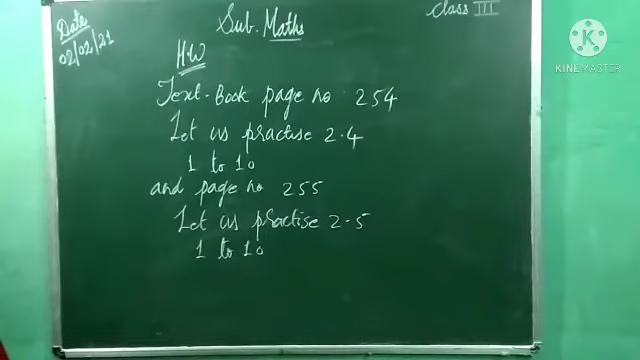 Date
02/02/21
Sub. Maths
Class III
HW
Text-Book page no 254
Let us practise 2.4
1 to 10
and page no 255
Let us practise 2.5
1 to 10
K
KINEMASTER